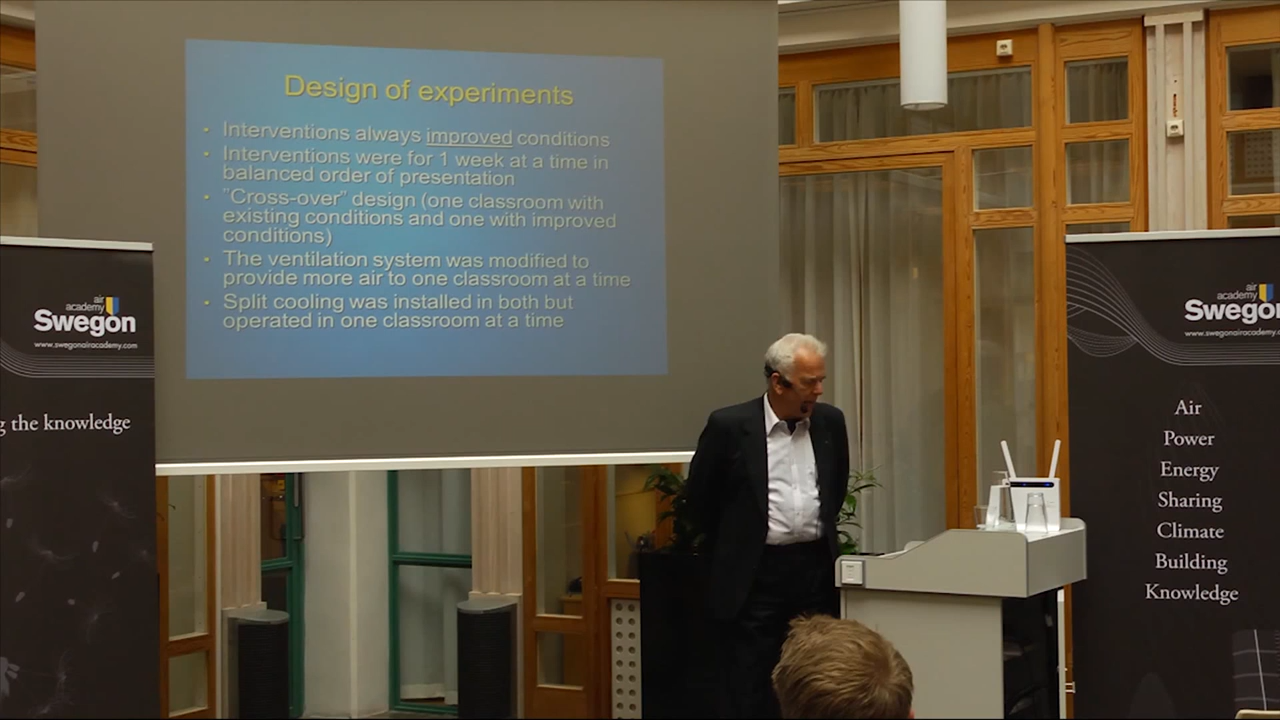 Design of experiments
• Interventions always improved conditions
• Interventions were for 1 week at a time in
balanced order of presentation
• "Cross-over" design (one classroom with
existing conditions and one with improved
conditions)
• The ventilation system was modified to
provide more air to one classroom at a time
• Split cooling was installed in both but
operated in one classroom at a time
air
academy
Swegon
www.swegonairacademy.com
g the knowledge
air
academy
Swego
www.swegonairacademy.
Air
Power
Energy
Sharing
Climate
Building
Knowledge